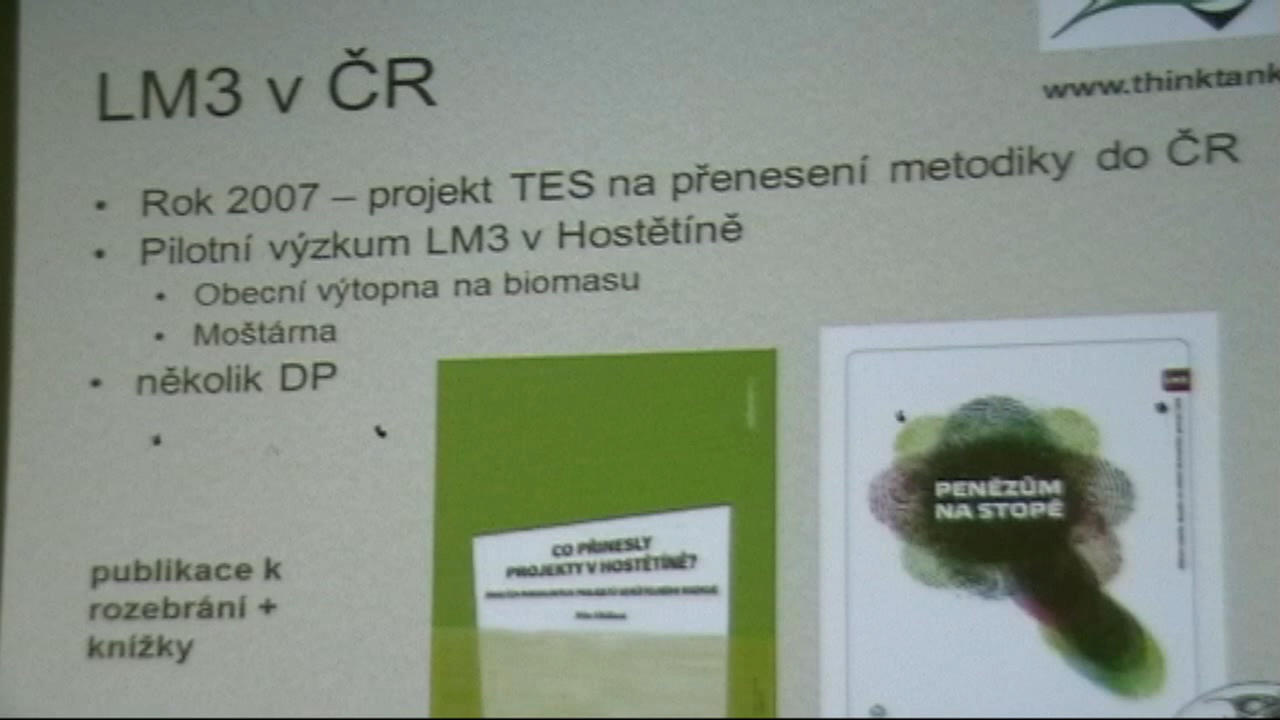 www.thinktank
LM3 v ČR
• Rok 2007 – projekt TES na přenesení metodiky do ČR
• Pilotní výzkum LM3 v Hostětíně
• Obecní výtopna na biomasu
• Moštárna
• několik DP
publikace k
rozebrání +
knížky
CO PŘINESLY
PROJEKTY V HOSTĚTÍNĚ?
PENĚZŮM
NA STOPĚ